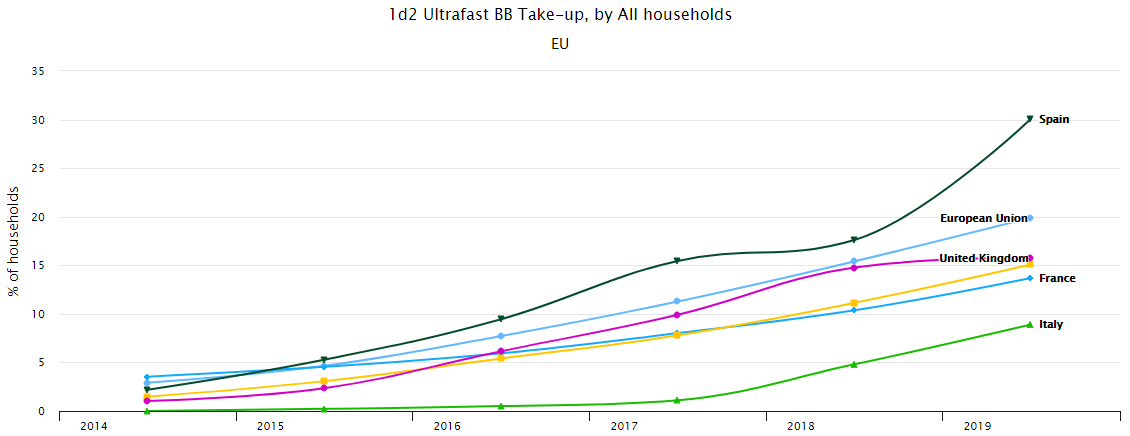 1d2 Ultrafast BB Take-up, by All households
EU
% of households
35
30
25
20
15
10
5
0
Spain
European Union
United Kingdom
France
Italy
2014 2015 2016 2017 2018 2019